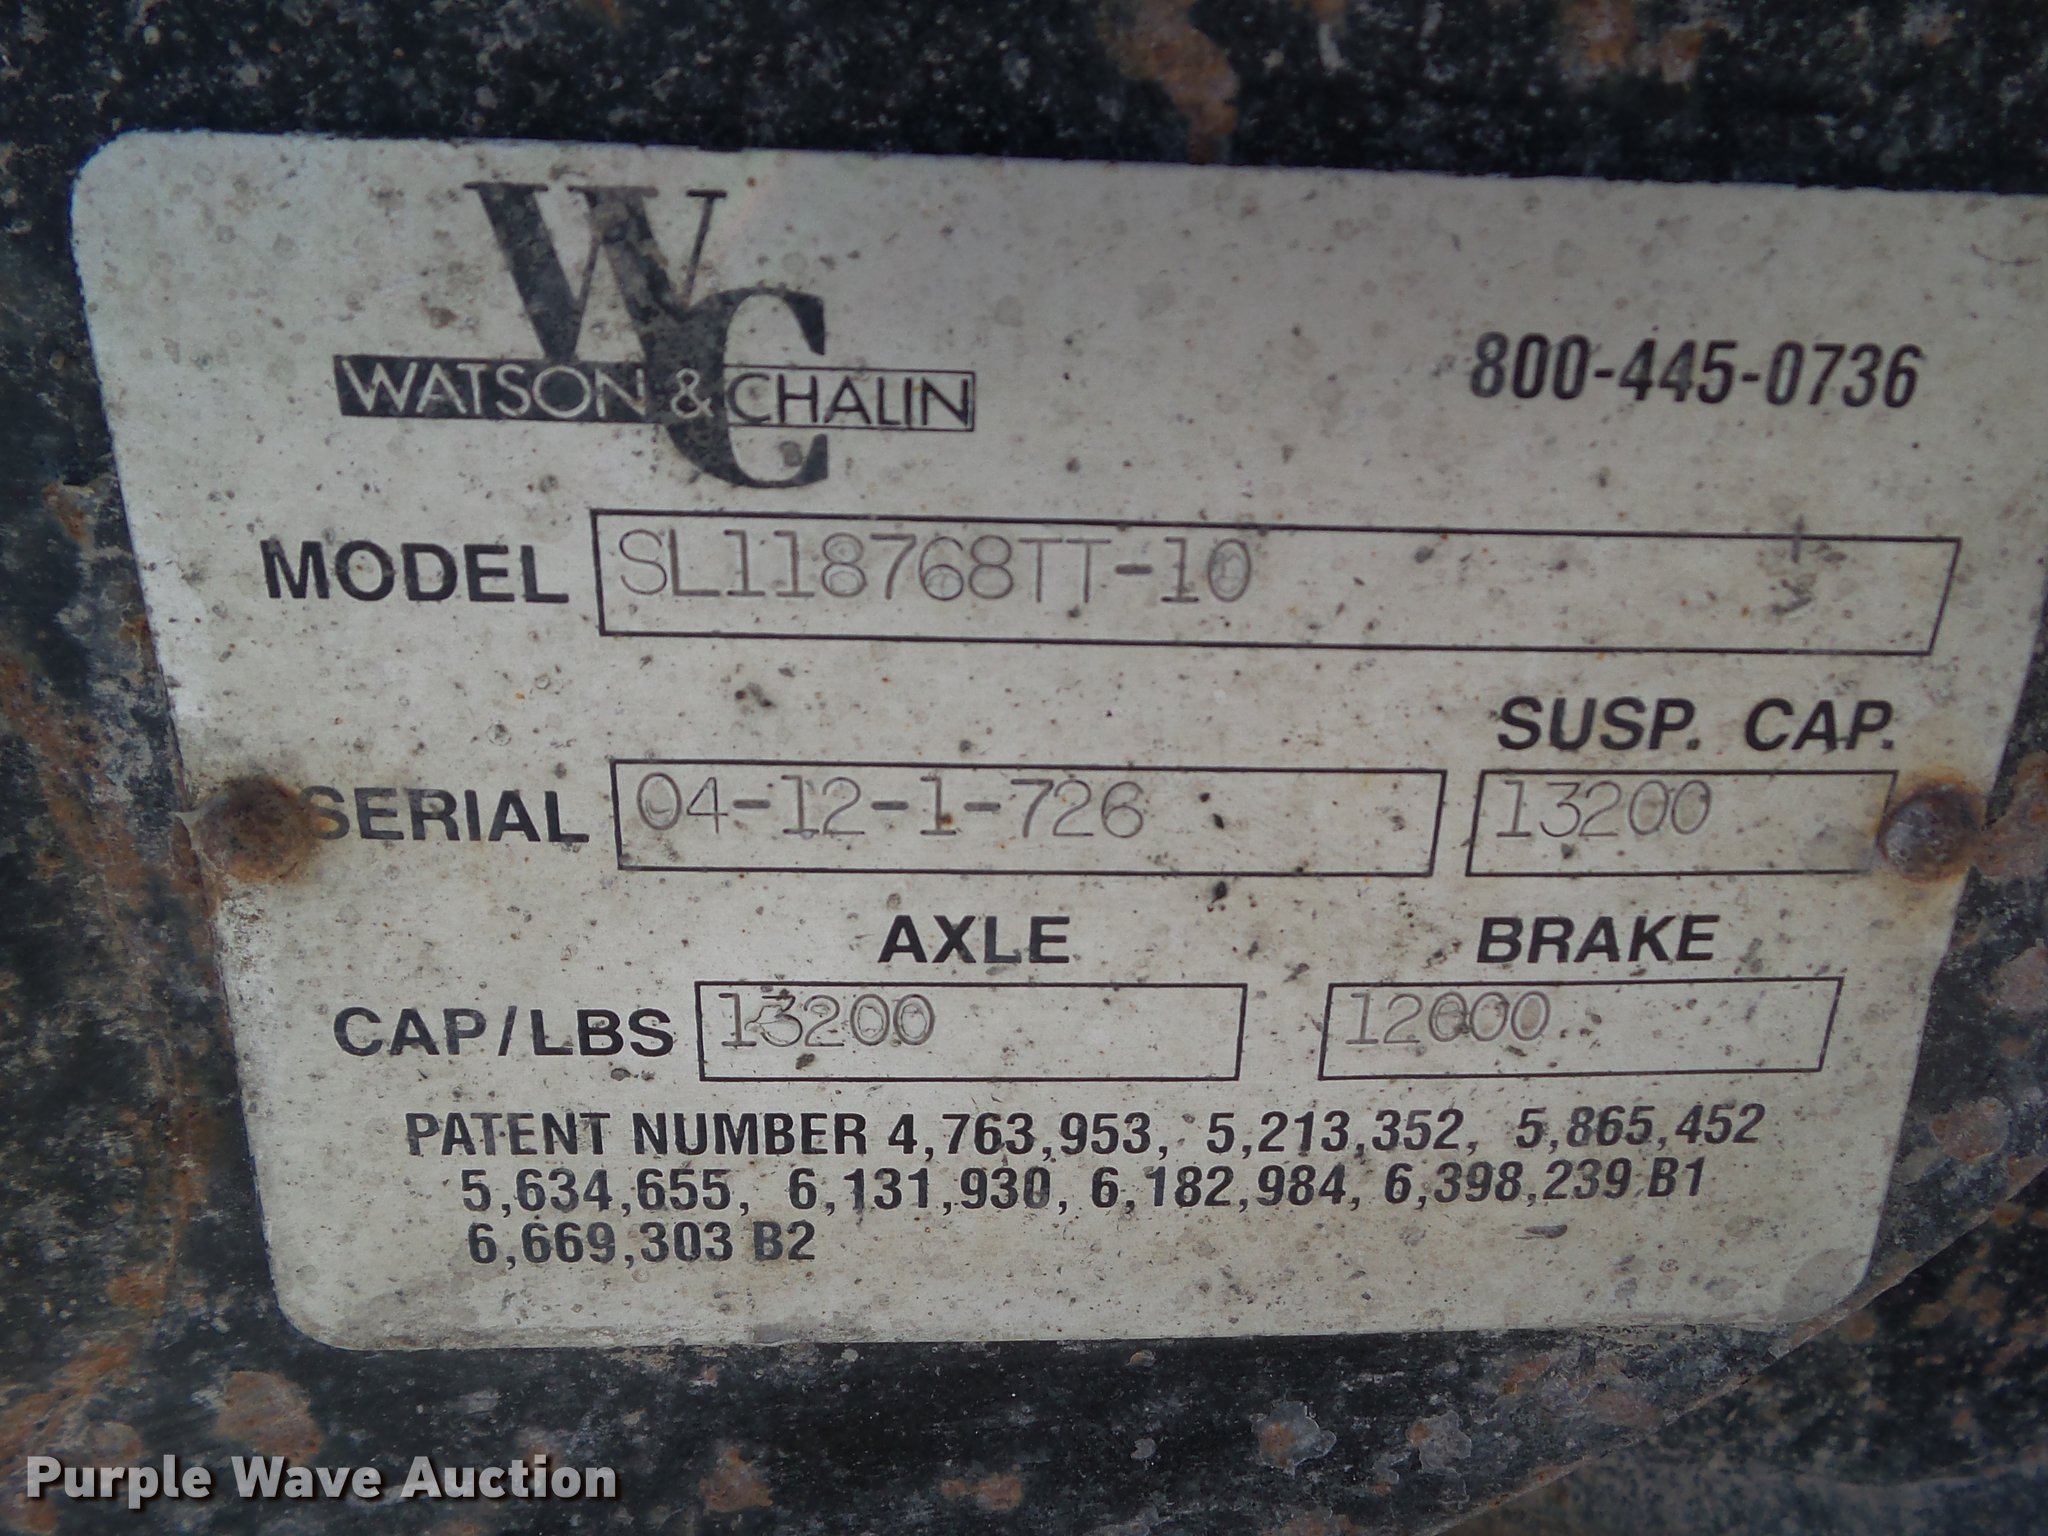 WC
WATSON & CHALIN
800-445-0736
MODEL SL118768TT-10
SUSP. CAP.
SERIAL 04-12-1-726 13200
AXLE BRAKE
CAP/LBS 13200 12000
PATENT NUMBER 4,763,953, 5,213,352, 5,865,452
5,634,655, 6,131,930, 6,182,984, 6,398,239 B1
6,669,303 B2
Purple Wave Auction